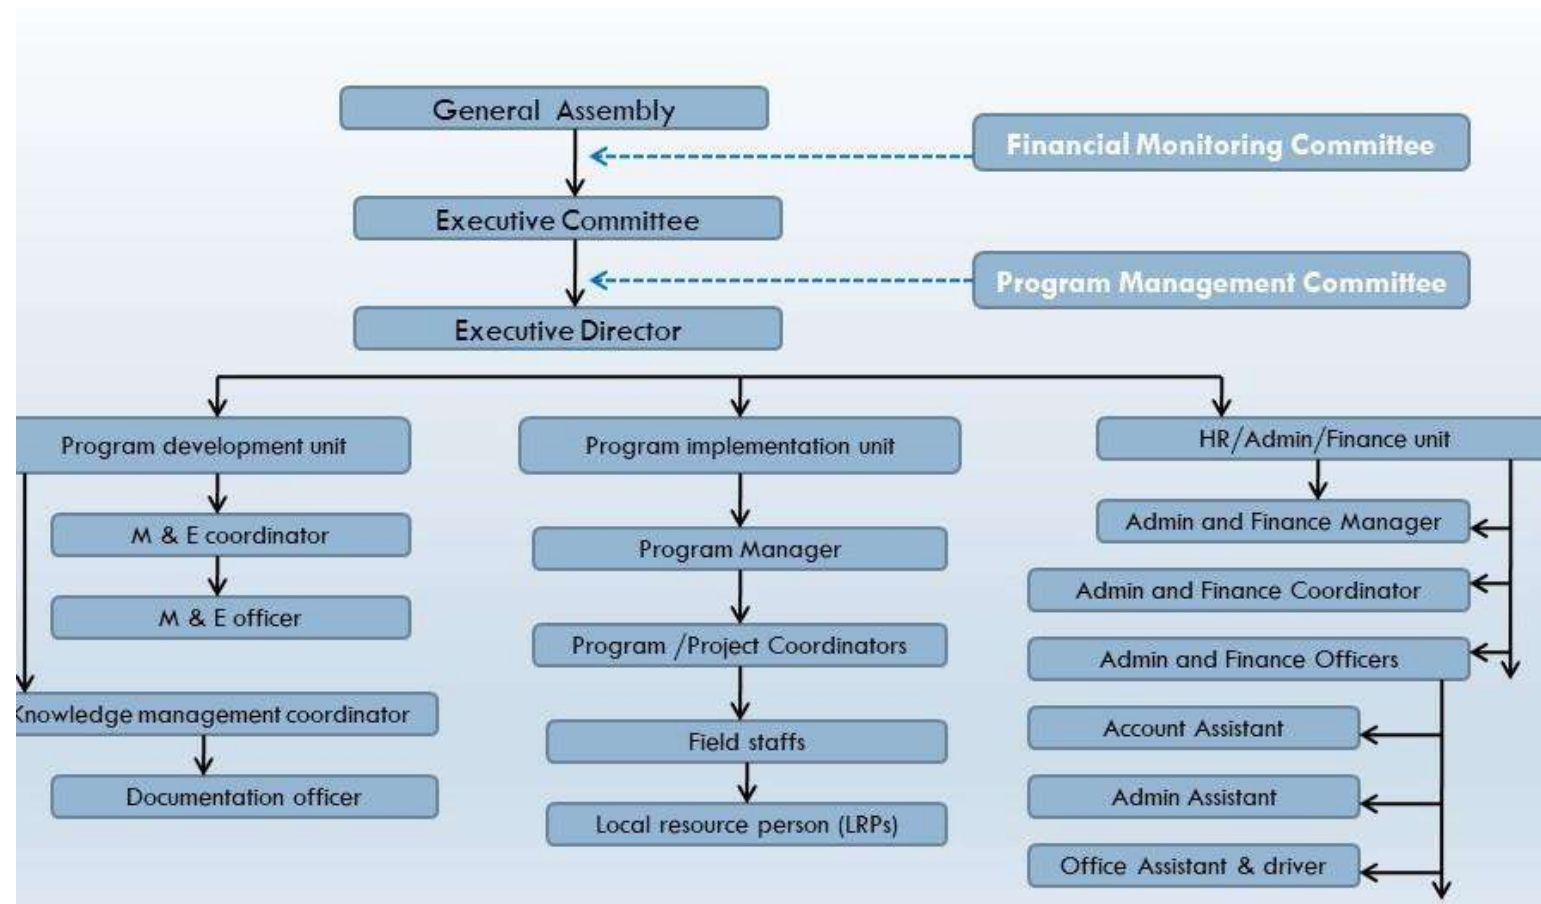 General Assembly
Financial Monitoring Committee
Executive Committee
Program Management Committee
Executive Director
Program development unit
M & E coordinator
M & E officer
Knowledge management coordinator
Documentation officer
Program implementation unit
Program Manager
Program /Project Coordinators
Field staffs
Local resource person (LRPs)
HR/Admin/Finance unit
Admin and Finance Manager
Admin and Finance Coordinator
Admin and Finance Officers
Account Assistant
Admin Assistant
Office Assistant & driver